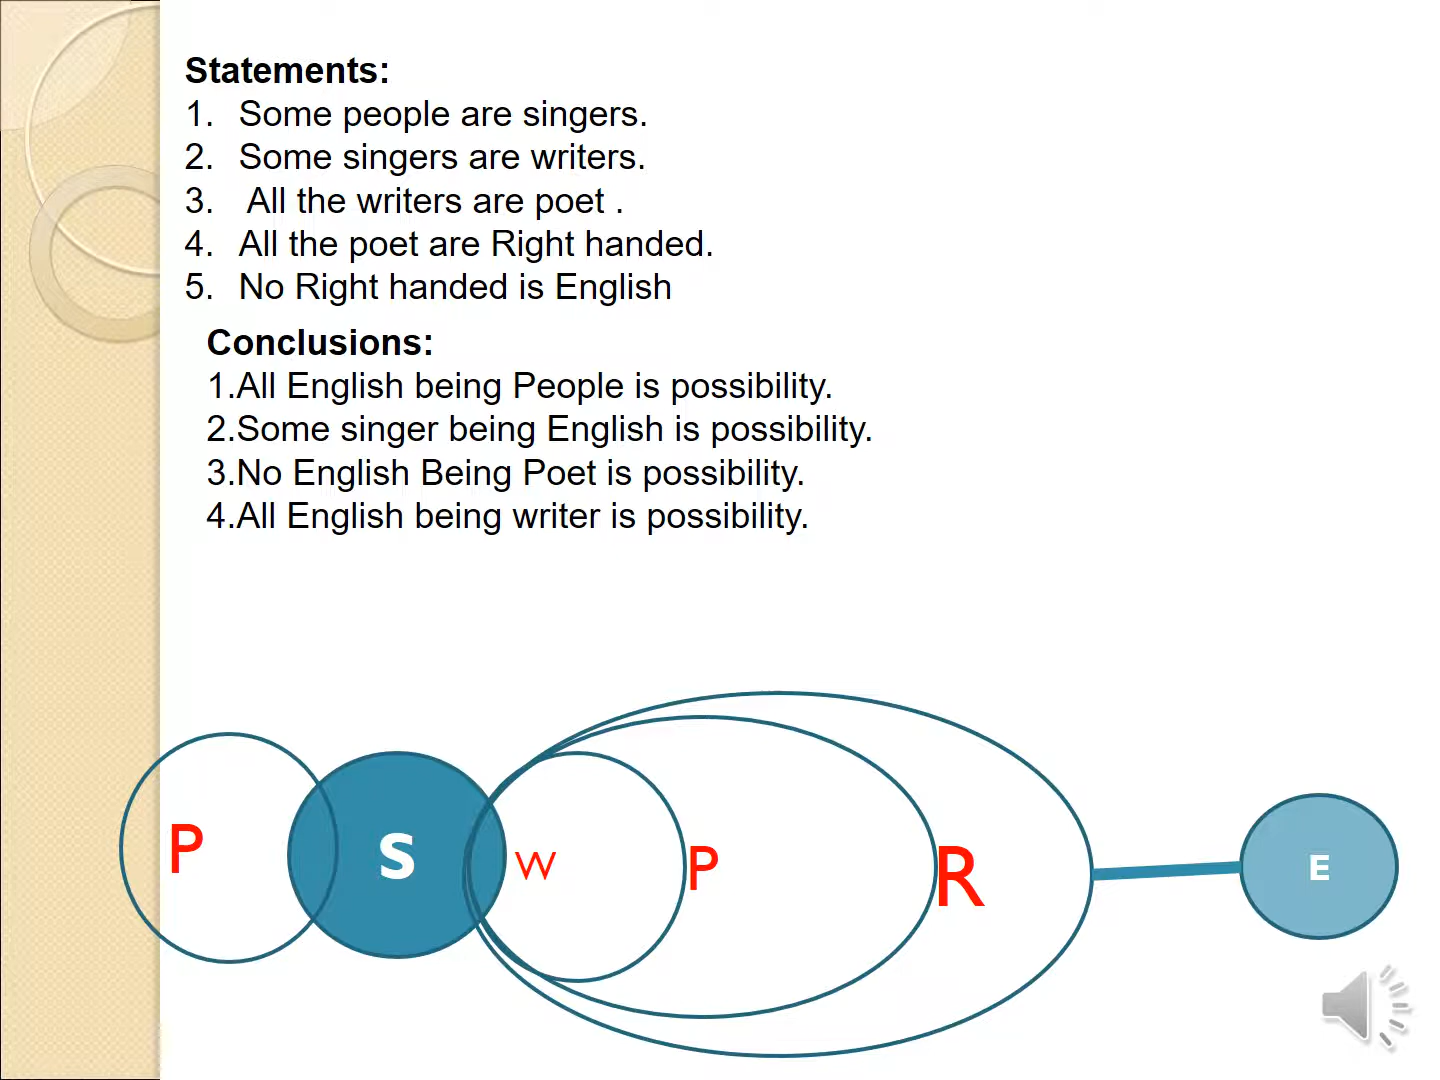 Statements:
1. Some people are singers.
2. Some singers are writers.
3. All the writers are poet .
4. All the poet are Right handed.
5. No Right handed is English
Conclusions:
1.All English being People is possibility.
2.Some singer being English is possibility.
3.No English Being Poet is possibility.
4.All English being writer is possibility.
P S W P R E